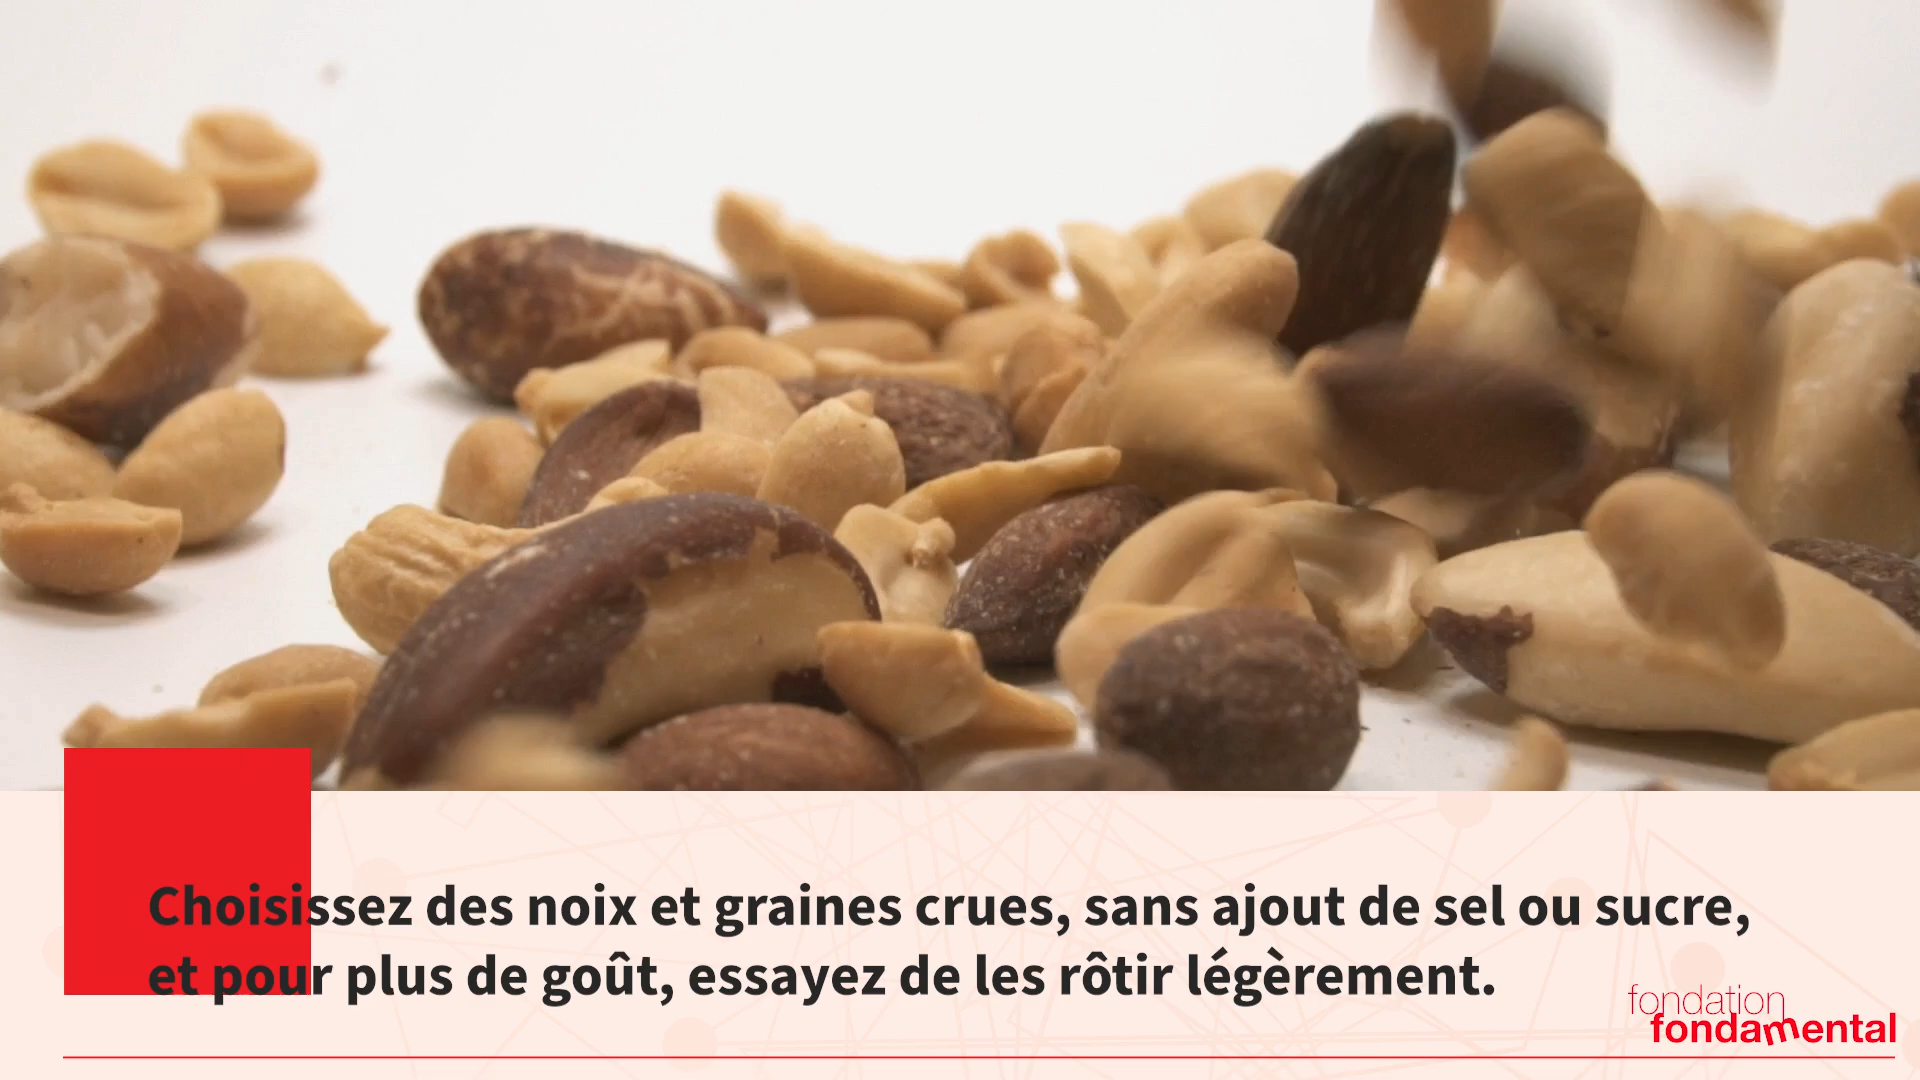 Choisissez des noix et graines crues, sans ajout de sel ou sucre,
et pour plus de goût, essayez de les rôtir légèrement.
fondation
fondamental